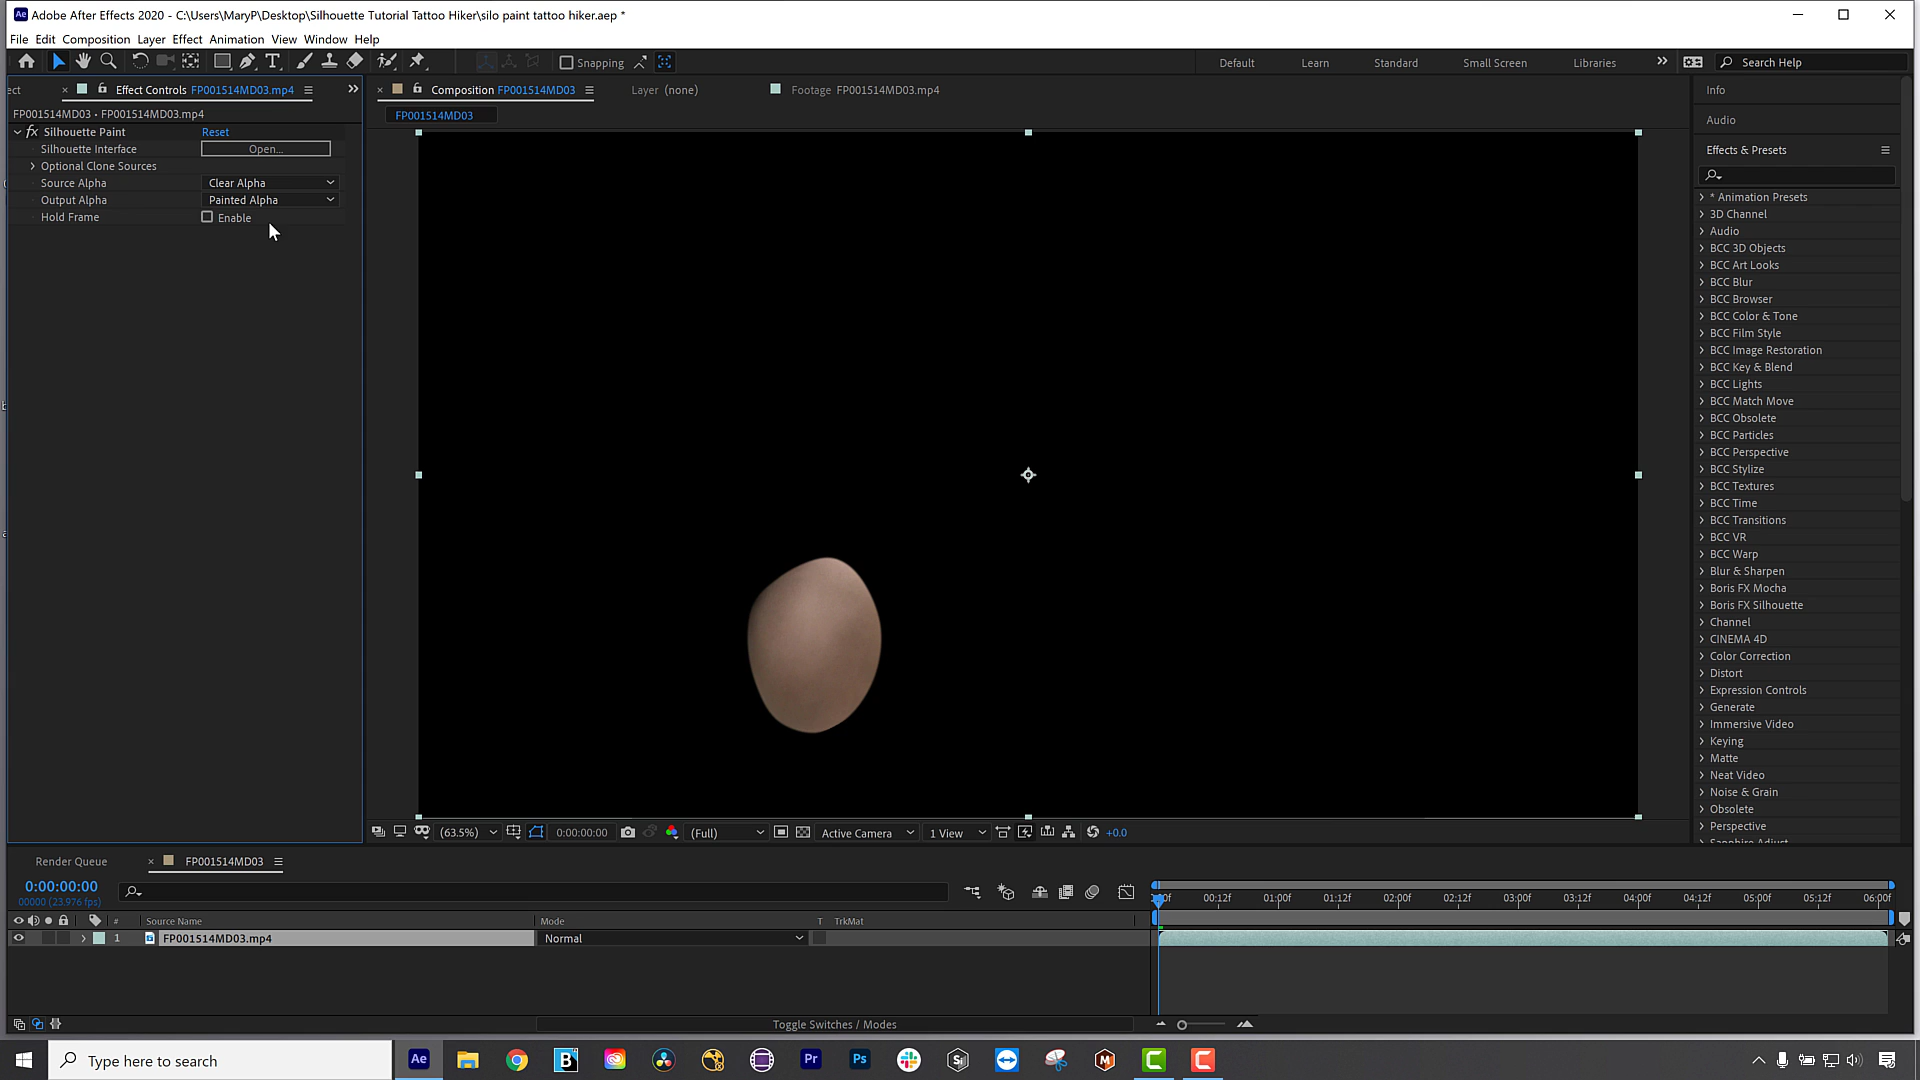 Adobe After Effects 2020 - C:\Users\MaryP\Desktop\Silhouette Tutorial Tattoo Hiker\silo paint tattoo hiker.aep *
File Edit Composition Layer Effect Animation View Window Help
Snapping
Default Learn Standard Small Screen Libraries
Search Help
ect
Effect Controls FP001514MD03.mp4
FP001514MD03 • FP001514MD03.mp4
fx Silhouette Paint Reset
Silhouette Interface Open...
Optional Clone Sources
Source Alpha Clear Alpha
Output Alpha Painted Alpha
Hold Frame Enable
Composition FP001514MD03
Layer (none)
Footage FP001514MD03.mp4
FP001514MD03
(63.5%) 0:00:00:00 (Full) Active Camera 1 View +0.0
Info
Audio
Effects & Presets
* Animation Presets
3D Channel
Audio
BCC 3D Objects
BCC Art Looks
BCC Blur
BCC Browser
BCC Color & Tone
BCC Film Style
BCC Image Restoration
BCC Key & Blend
BCC Lights
BCC Match Move
BCC Obsolete
BCC Particles
BCC Perspective
BCC Stylize
BCC Textures
BCC Time
BCC Transitions
BCC VR
BCC Warp
Blur & Sharpen
Boris FX Mocha
Boris FX Silhouette
Channel
CINEMA 4D
Color Correction
Distort
Expression Controls
Generate
Immersive Video
Keying
Matte
Neat Video
Noise & Grain
Obsolete
Perspective
Sapphire Adjust
Render Queue
FP001514MD03
0:00:00:00
00000 (23.976 fps)
00f 00:12f 01:00f 01:12f 02:00f 02:12f 03:00f 03:12f 04:00f 04:12f 05:00f 05:12f 06:00f
# Source Name Mode T TrkMat
1 FP001514MD03.mp4 Normal
Toggle Switches / Modes
Type here to search